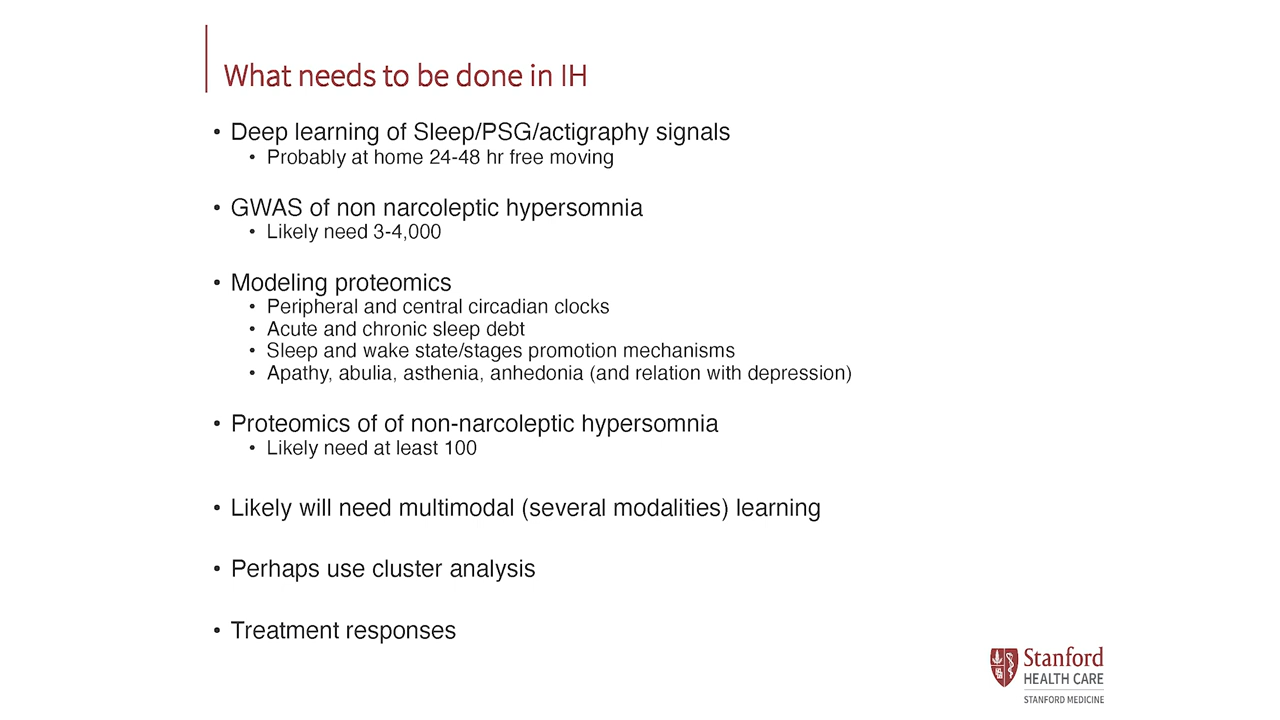 What needs to be done in IH
• Deep learning of Sleep/PSG/actigraphy signals
• Probably at home 24-48 hr free moving
• GWAS of non narcoleptic hypersomnia
• Likely need 3-4,000
• Modeling proteomics
• Peripheral and central circadian clocks
• Acute and chronic sleep debt
• Sleep and wake state/stages promotion mechanisms
• Apathy, abulia, asthenia, anhedonia (and relation with depression)
• Proteomics of of non-narcoleptic hypersomnia
• Likely need at least 100
• Likely will need multimodal (several modalities) learning
• Perhaps use cluster analysis
• Treatment responses
Stanford
HEALTH CARE
STANFORD MEDICINE